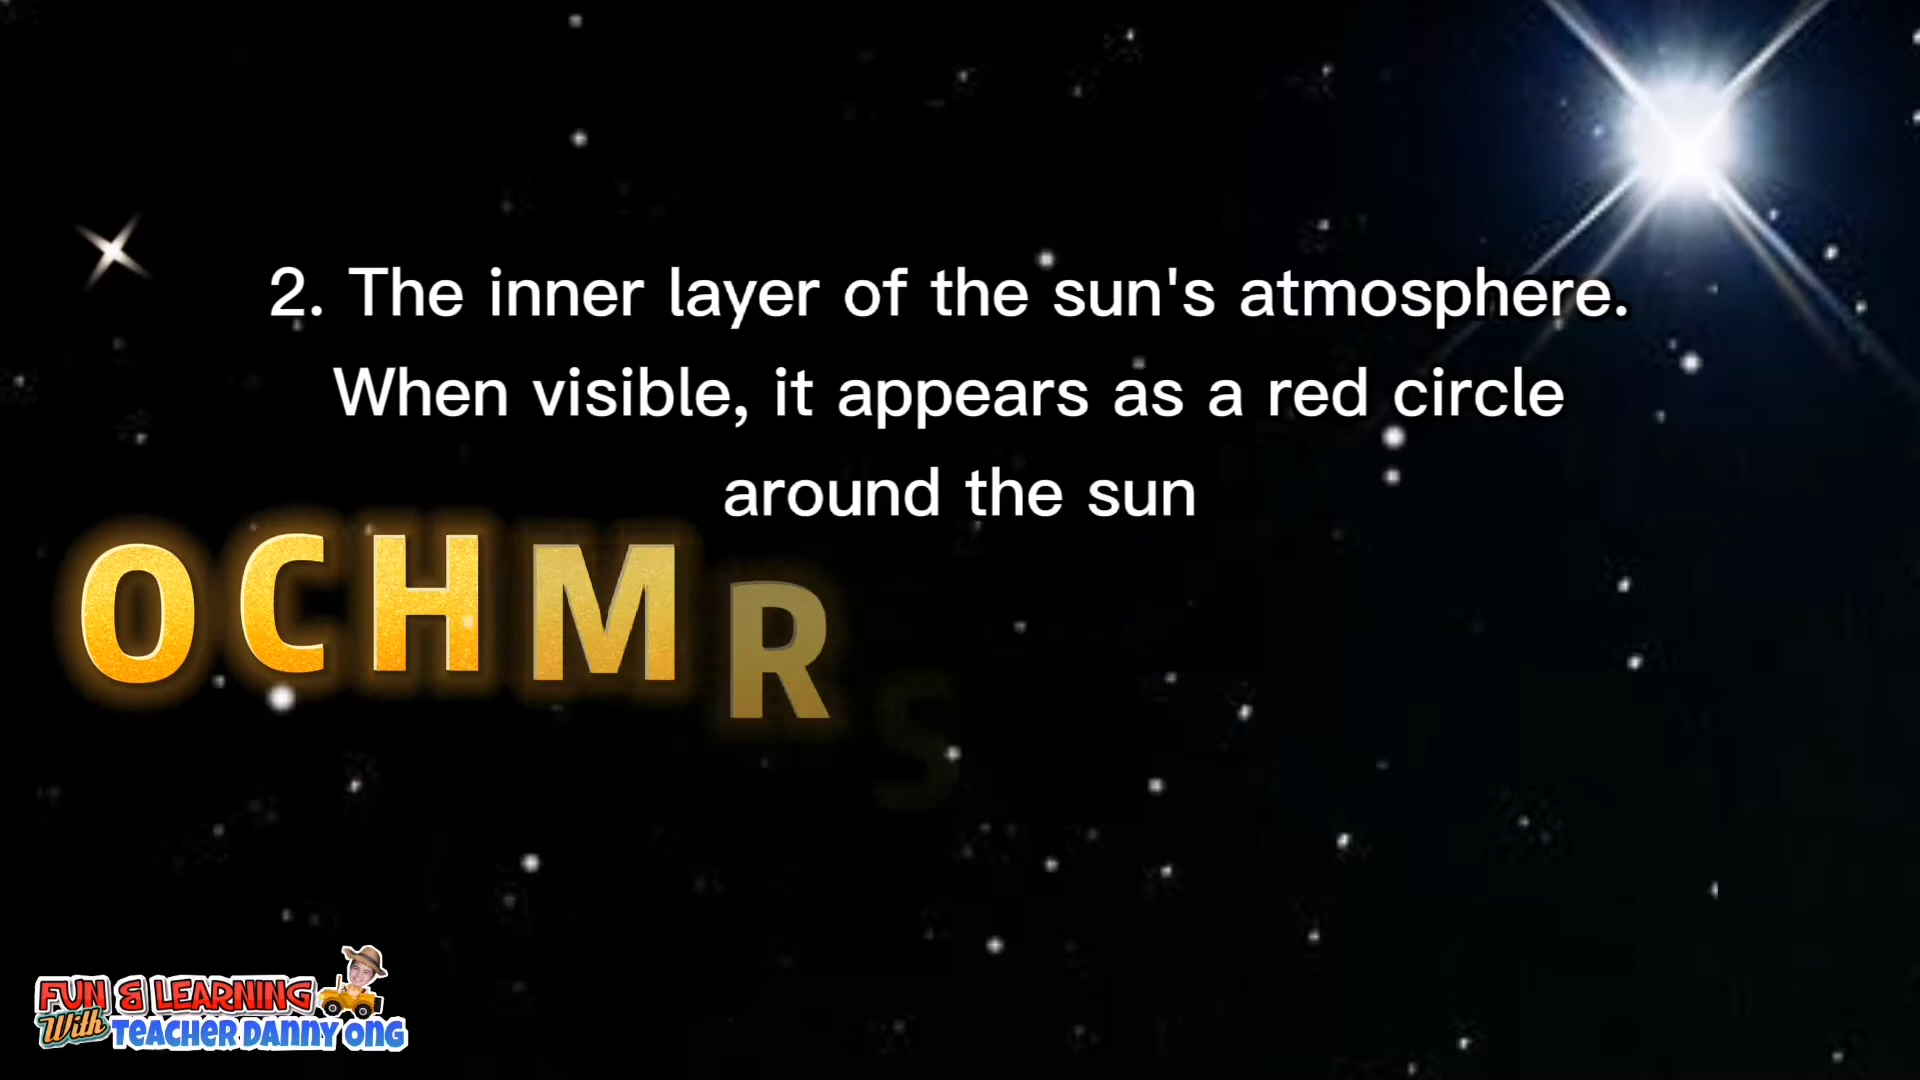 2. The inner layer of the sun's atmosphere.
When visible, it appears as a red circle
around the sun
OCHMRS
FUN & LEARNING
With TEACHER DANNY ONG